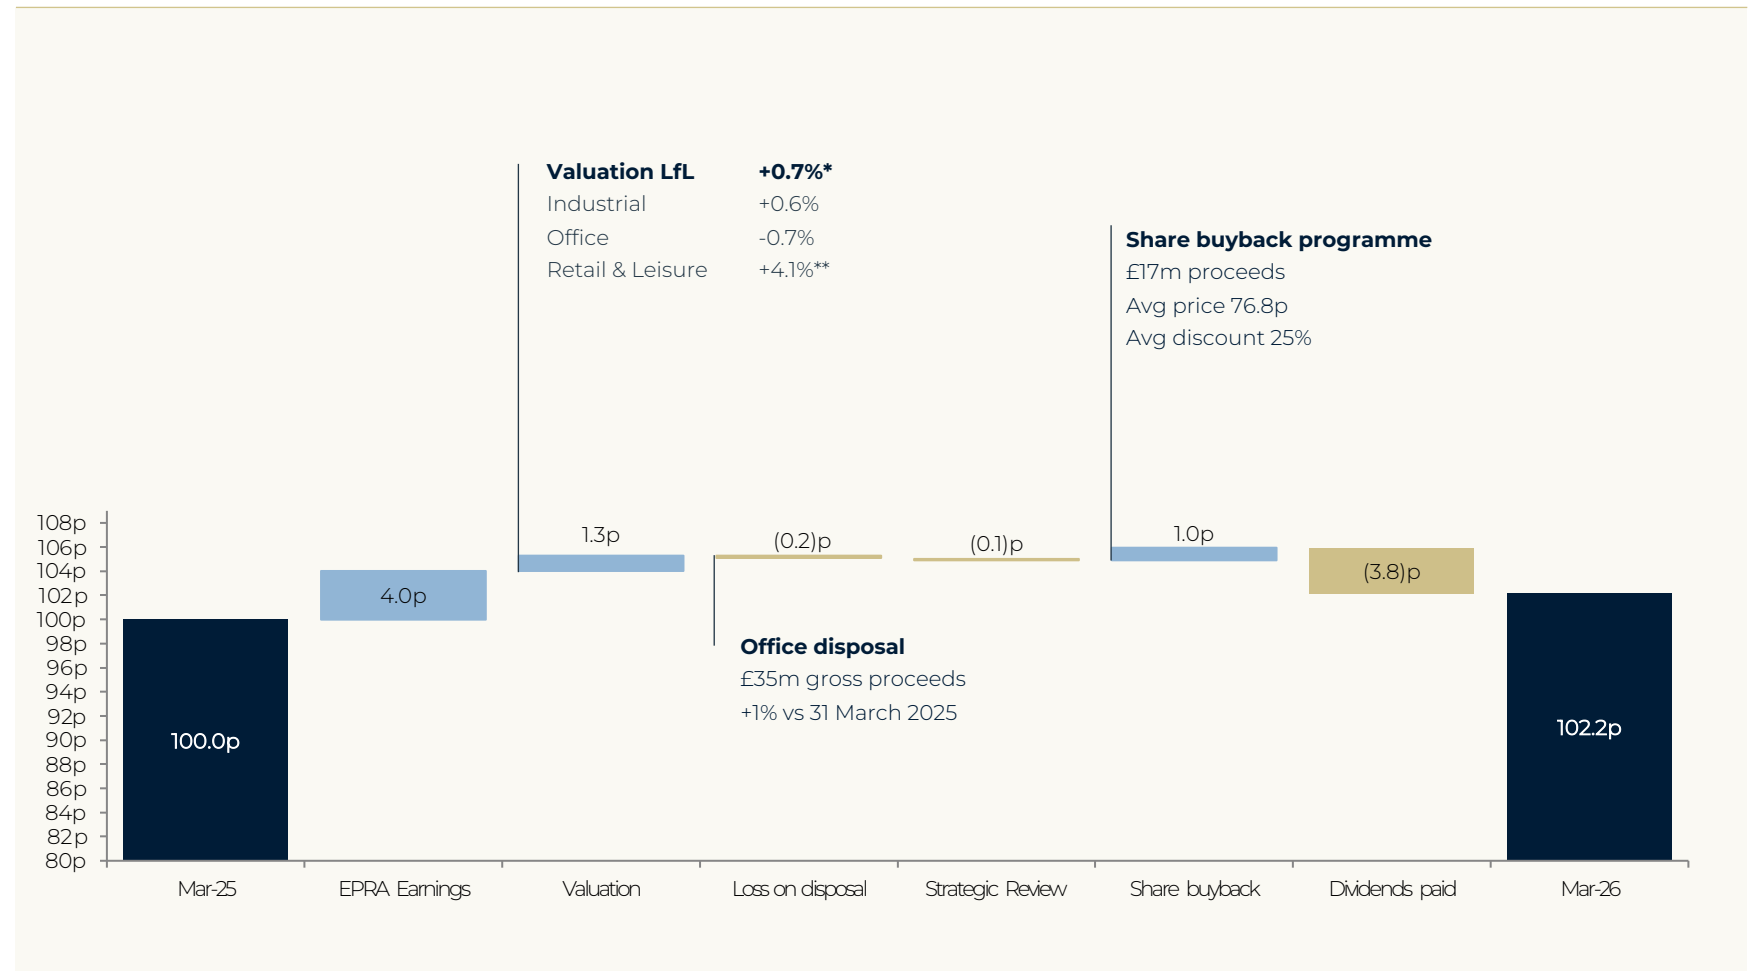 Valuation LfL +0.7%*
Industrial +0.6%
Office -0.7%
Retail & Leisure +4.1%**
Share buyback programme
£17m proceeds
Avg price 76.8p
Avg discount 25%
108p
106p
104p
102p
100p
98p
96p
94p
92p
90p
88p
86p
84p
82p
80p
100.0p
4.0p
1.3p
(0.2)p
(0.1)p
1.0p
(3.8)p
102.2p
Office disposal
£35m gross proceeds
+1% vs 31 March 2025
Mar-25 EPRA Earnings Valuation Loss on disposal Strategic Review Share buyback Dividends paid Mar-26